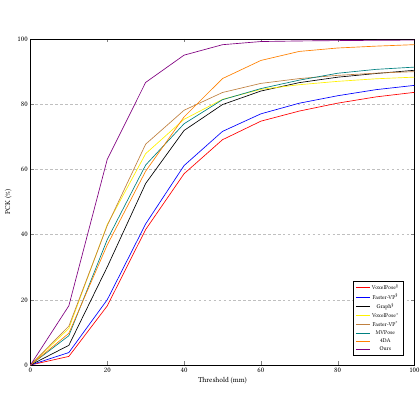 100
80
60
40
20
0
PCK (%)
0 20 40 60 80 100
Threshold (mm)
VoxelPose§
Faster-VP§
Graph§
VoxelPose*
Faster-VP*
MVPose
4DA
Ours